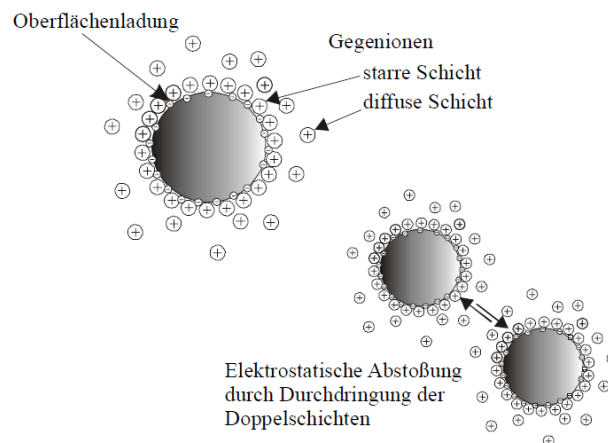 Oberflächenladung
Gegenionen
starre Schicht
diffuse Schicht
Elektrostatische Abstoßung
durch Durchdringung der
Doppelschichten